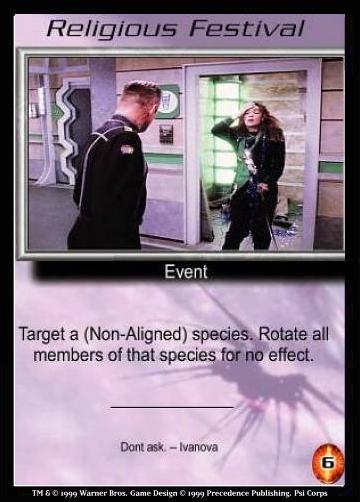 Religious Festival
Event
Target a (Non-Aligned) species. Rotate all
members of that species for no effect.
Dont ask. – Ivanova
6
TM & © 1999 Warner Bros. Game Design © 1999 Precedence Publishing. Psi Corps